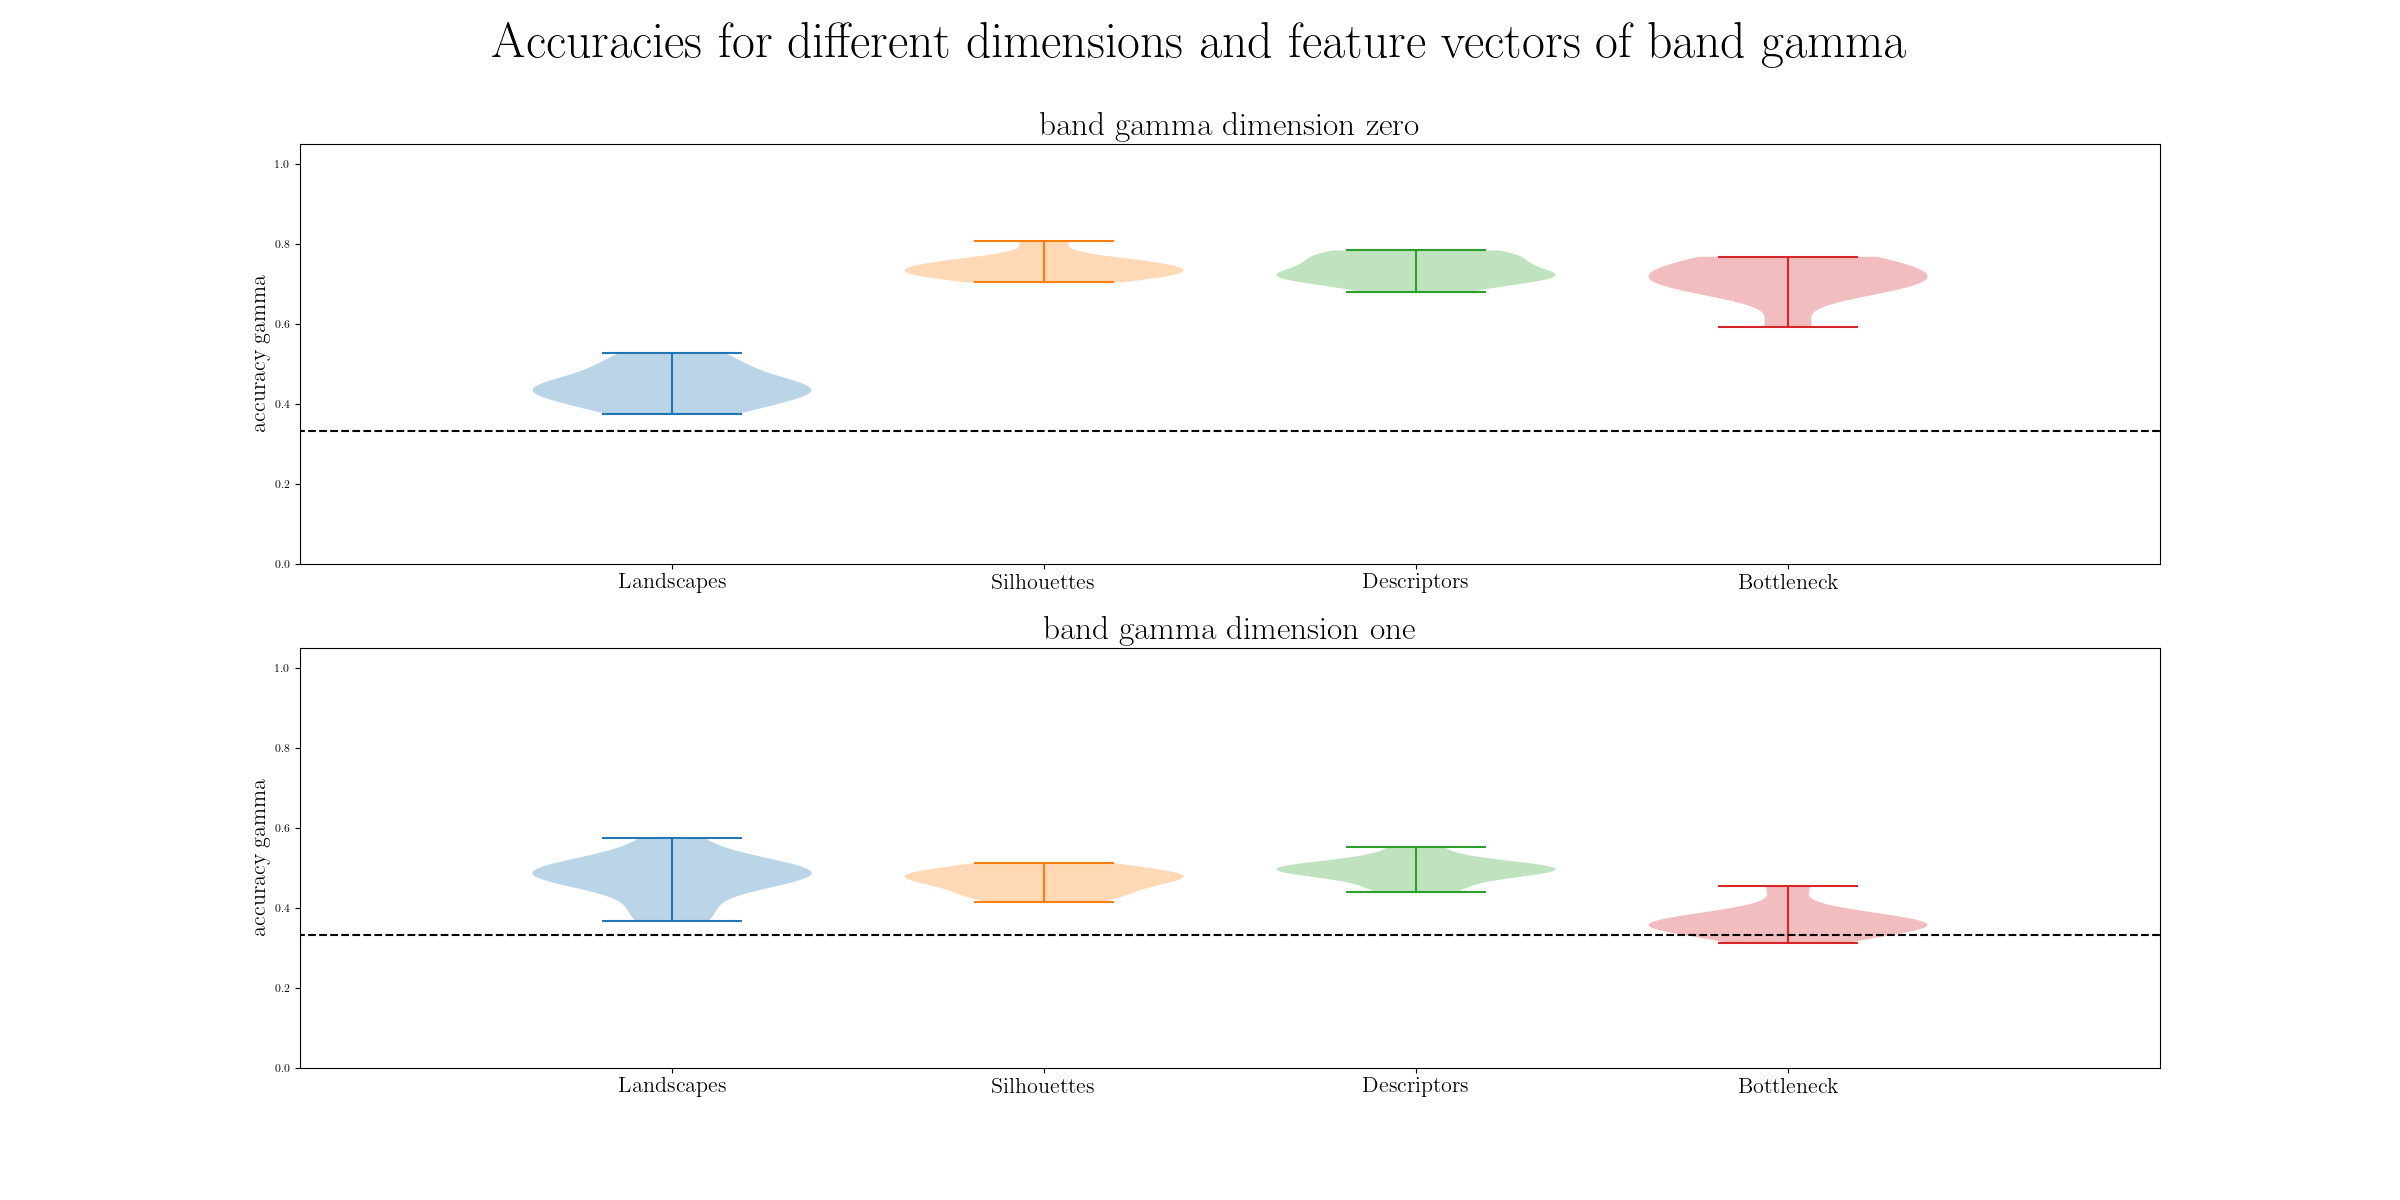 Accuracies for different dimensions and feature vectors of band gamma
band gamma dimension zero
1.0
0.8
0.6
0.4
0.2
0.0
accuracy gamma
Landscapes Silhouettes Descriptors Bottleneck
band gamma dimension one
1.0
0.8
0.6
0.4
0.2
0.0
accuracy gamma
Landscapes Silhouettes Descriptors Bottleneck